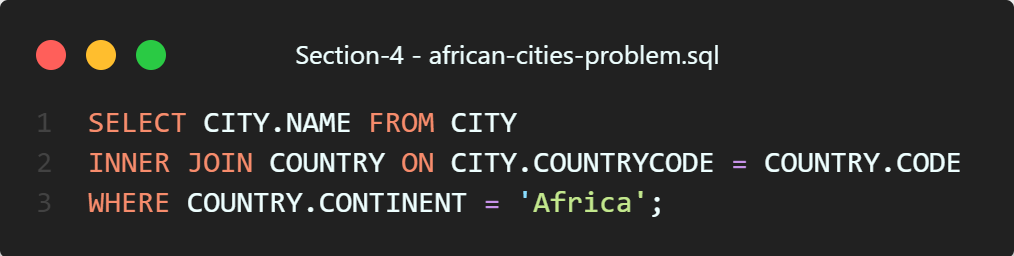 Section-4 - african-cities-problem.sql
1 SELECT CITY.NAME FROM CITY
2 INNER JOIN COUNTRY ON CITY.COUNTRYCODE = COUNTRY.CODE
3 WHERE COUNTRY.CONTINENT = 'Africa';